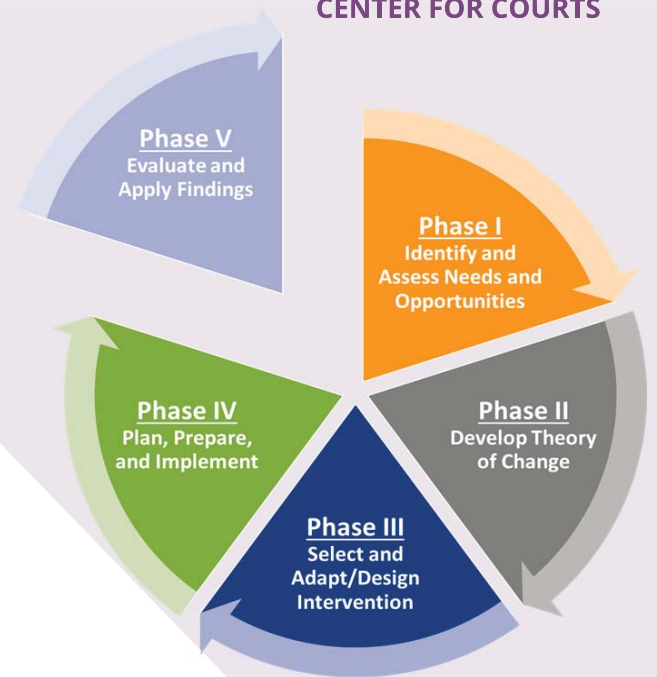 CENTER FOR COURTS
Phase I
Identify and
Assess Needs and
Opportunities
Phase II
Develop Theory
of Change
Phase III
Select and
Adapt/Design
Intervention
Phase IV
Plan, Prepare,
and Implement
Phase V
Evaluate and
Apply Findings